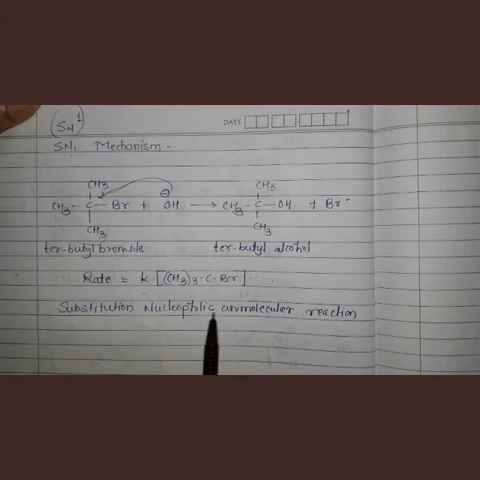 SN1
DATE
SN1 Mechanism -
CH3 CH3
CH3 - C - Br + ⊖OH → CH3 - C - OH + Br-
CH3 CH3
ter-butyl bromide ter-butyl alcohol
Rate = k [(CH3)3-C-Br]
Substitution Nucleophilic unimolecular reaction